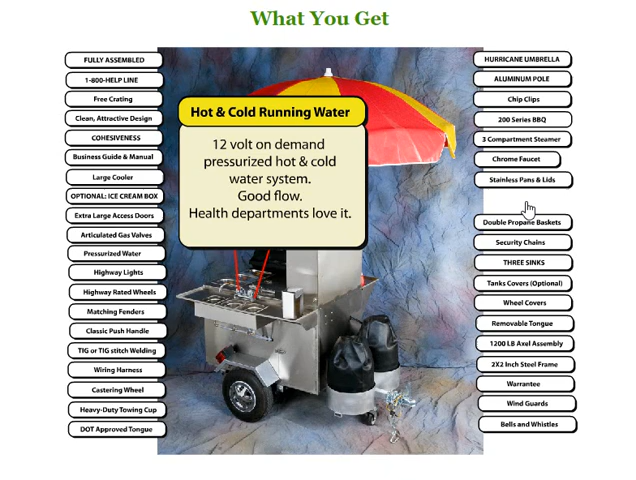 What You Get
FULLY ASSEMBLED
1-800-HELP LINE
Free Crating
Clean, Attractive Design
COHESIVENESS
Business Guide & Manual
Large Cooler
OPTIONAL: ICE CREAM BOX
Extra Large Access Doors
Articulated Gas Valves
Pressurized Water
Highway Lights
Highway Rated Wheels
Matching Fenders
Classic Push Handle
TIG or TIG stitch Welding
Wiring Harness
Castering Wheel
Heavy-Duty Towing Cup
DOT Approved Tongue
Hot & Cold Running Water
12 volt on demand
pressurized hot & cold
water system.
Good flow.
Health departments love it.
HURRICANE UMBRELLA
ALUMINUM POLE
Chip Clips
200 Series BBQ
3 Compartment Steamer
Chrome Faucet
Stainless Pans & Lids
Double Propane Baskets
Security Chains
THREE SINKS
Tanks Covers (Optional)
Wheel Covers
Removable Tongue
1200 LB Axel Assembly
2X2 Inch Steel Frame
Warrantee
Wind Guards
Bells and Whistles